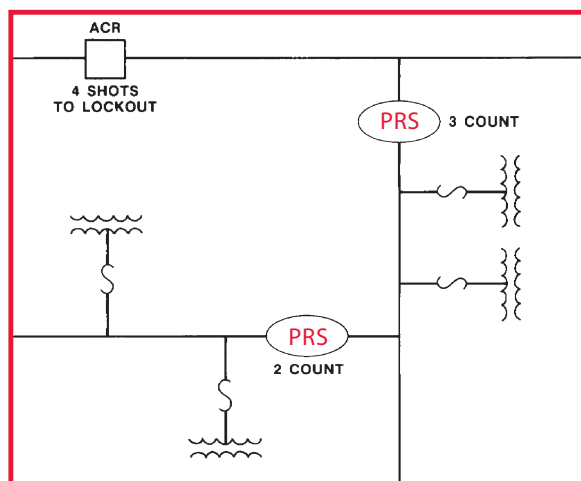 ACR
4 SHOTS
TO LOCKOUT
PRS
3 COUNT
PRS
2 COUNT